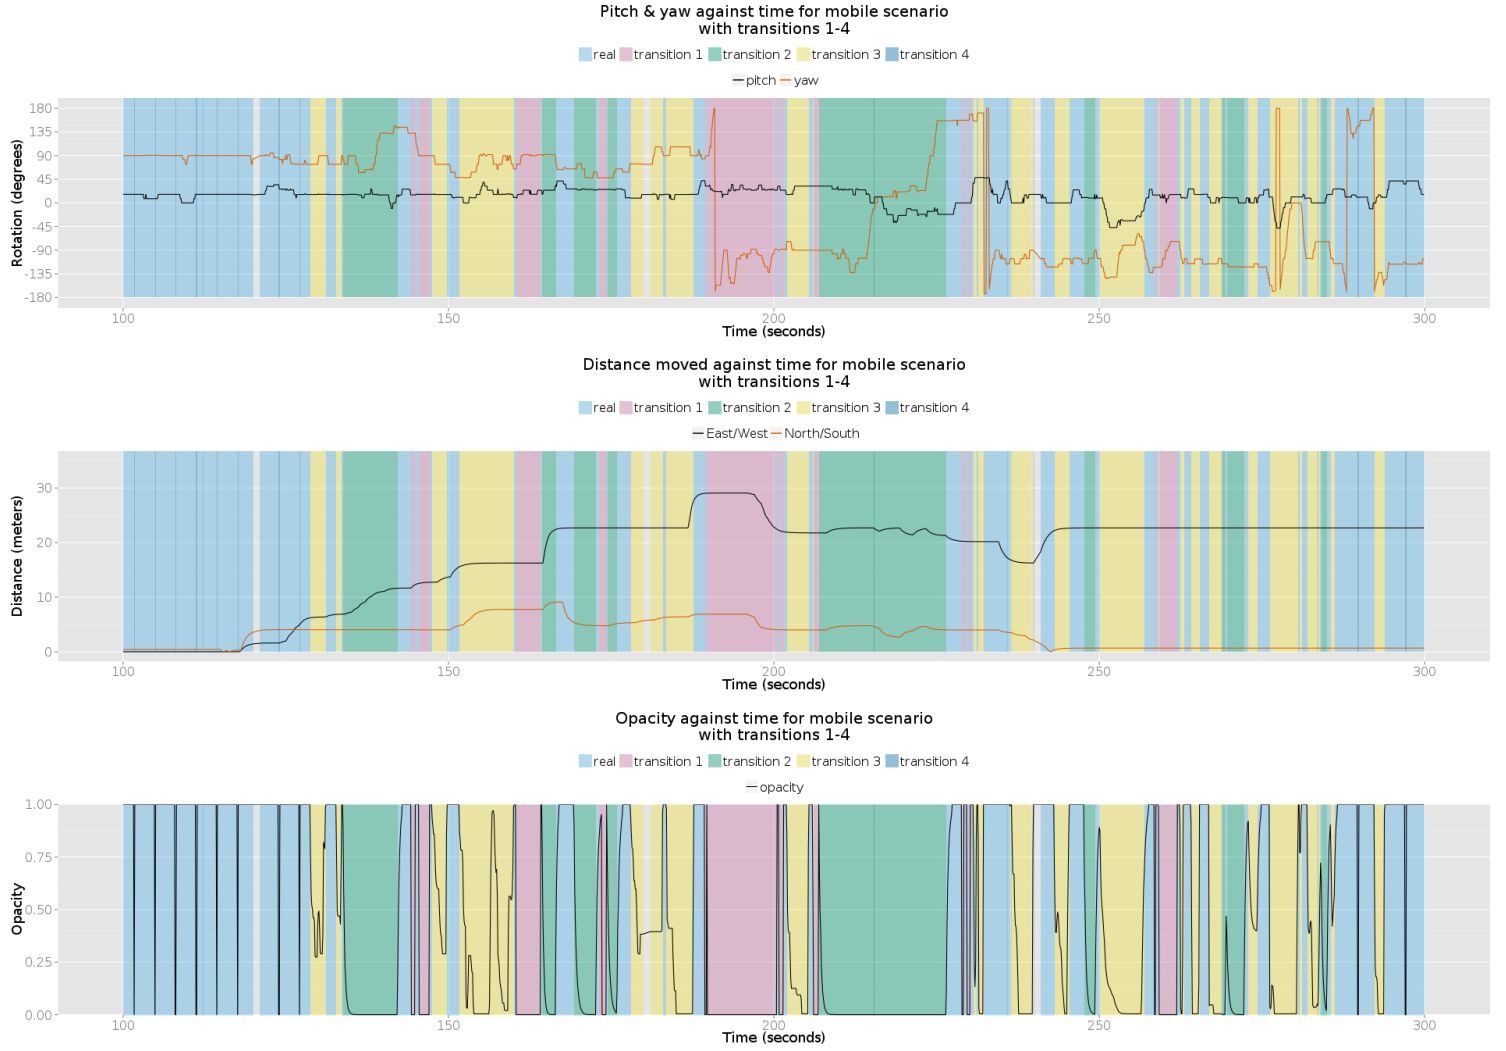 Pitch & yaw against time for mobile scenario
with transitions 1-4
real transition 1 transition 2 transition 3 transition 4
pitch yaw
Rotation (degrees)
180
135
90
45
0
-45
-90
-135
-180
100 150 200 250 300
Time (seconds)
Distance moved against time for mobile scenario
with transitions 1-4
real transition 1 transition 2 transition 3 transition 4
East/West North/South
Distance (meters)
30
20
10
0
100 150 200 250 300
Time (seconds)
Opacity against time for mobile scenario
with transitions 1-4
real transition 1 transition 2 transition 3 transition 4
opacity
Opacity
1.00
0.75
0.50
0.25
0.00
100 150 200 250 300
Time (seconds)